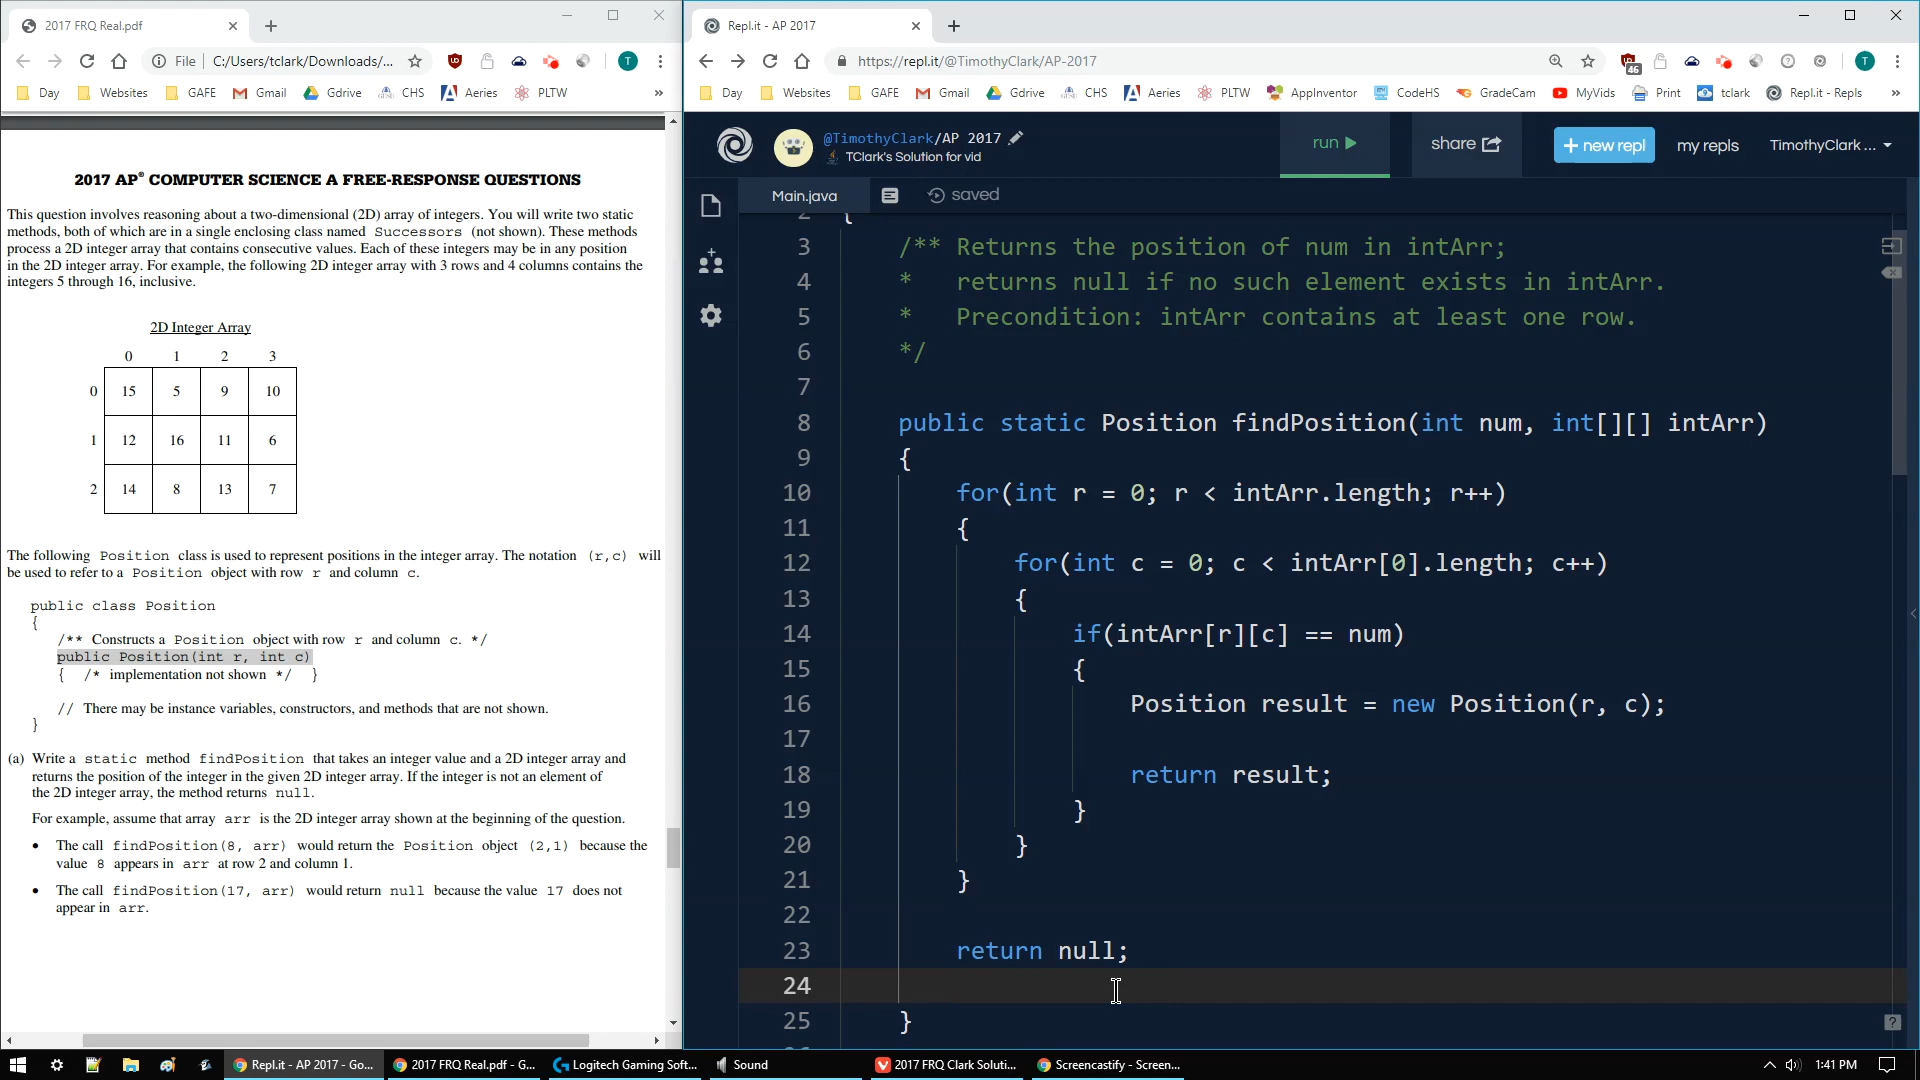 2017 FRQ Real.pdf
File
C:/Users/tclark/Downloads/...
T
Day
Websites
GAFE
Gmail
Gdrive
CHS
Aeries
PLTW
»
2017 AP® COMPUTER SCIENCE A FREE-RESPONSE QUESTIONS
This question involves reasoning about a two-dimensional (2D) array of integers. You will write two static
methods, both of which are in a single enclosing class named Successors (not shown). These methods
process a 2D integer array that contains consecutive values. Each of these integers may be in any position
in the 2D integer array. For example, the following 2D integer array with 3 rows and 4 columns contains the
integers 5 through 16, inclusive.
2D Integer Array
0 1 2 3
0 15 5 9 10
1 12 16 11 6
2 14 8 13 7
The following Position class is used to represent positions in the integer array. The notation (r,c) will
be used to refer to a Position object with row r and column c.
public class Position
{
/** Constructs a Position object with row r and column c. */
public Position(int r, int c)
{ /* implementation not shown */ }
// There may be instance variables, constructors, and methods that are not shown.
}
(a) Write a static method findPosition that takes an integer value and a 2D integer array and
returns the position of the integer in the given 2D integer array. If the integer is not an element of
the 2D integer array, the method returns null.
For example, assume that array arr is the 2D integer array shown at the beginning of the question.
• The call findPosition(8, arr) would return the Position object (2,1) because the
value 8 appears in arr at row 2 and column 1.
• The call findPosition(17, arr) would return null because the value 17 does not
appear in arr.
Repl.it - AP 2017
https://repl.it/@TimothyClark/AP-2017
46
T
Day
Websites
GAFE
Gmail
Gdrive
CHS
Aeries
PLTW
AppInventor
CodeHS
GradeCam
MyVids
Print
tclark
Repl.it - Repls
»
@TimothyClark/AP 2017
TClark's Solution for vid
run
share
+ new repl
my repls
TimothyClark ...
Main.java
saved
2 {
3 /** Returns the position of num in intArr;
4 * returns null if no such element exists in intArr.
5 * Precondition: intArr contains at least one row.
6 */
7
8 public static Position findPosition(int num, int[][] intArr)
9 {
10 for(int r = 0; r < intArr.length; r++)
11 {
12 for(int c = 0; c < intArr[0].length; c++)
13 {
14 if(intArr[r][c] == num)
15 {
16 Position result = new Position(r, c);
17
18 return result;
19 }
20 }
21 }
22
23 return null;
24
25 }
?
Repl.it - AP 2017 - Go...
2017 FRQ Real.pdf - G...
Logitech Gaming Soft...
Sound
2017 FRQ Clark Soluti...
Screencastify - Screen...
1:41 PM